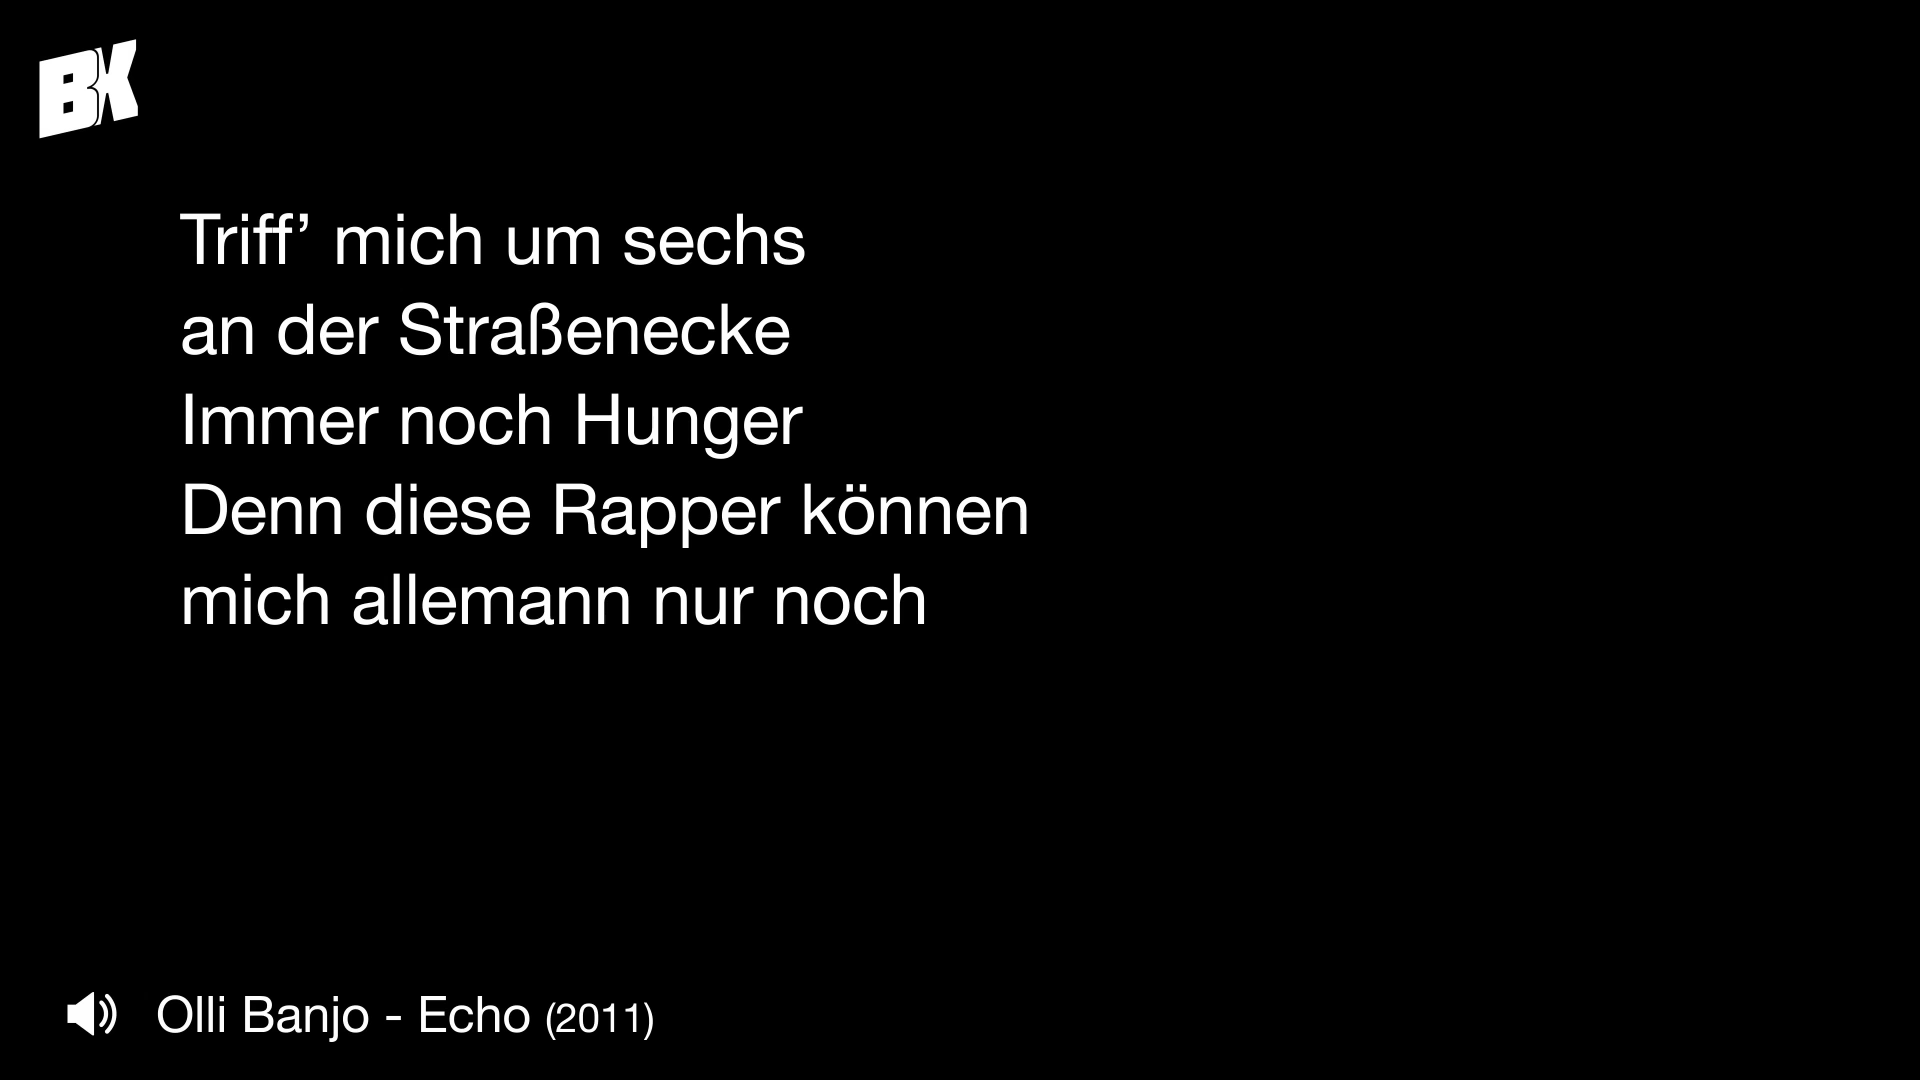 BK
Triff’ mich um sechs
an der Straßenecke
Immer noch Hunger
Denn diese Rapper können
mich allemann nur noch
Olli Banjo - Echo (2011)